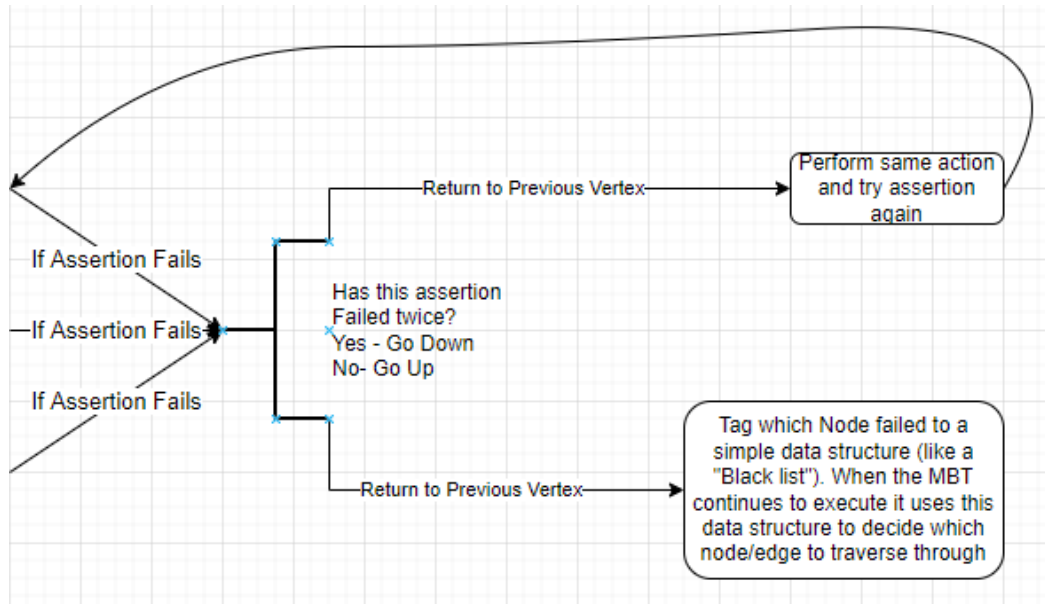 Return to Previous Vertex
Perform same action
and try assertion
again
If Assertion Fails
Has this assertion
Failed twice?
If Assertion Fails
Yes - Go Down
No- Go Up
If Assertion Fails
Return to Previous Vertex
Tag which Node failed to a
simple data structure (like a
"Black list"). When the MBT
continues to execute it uses this
data structure to decide which
node/edge to traverse through